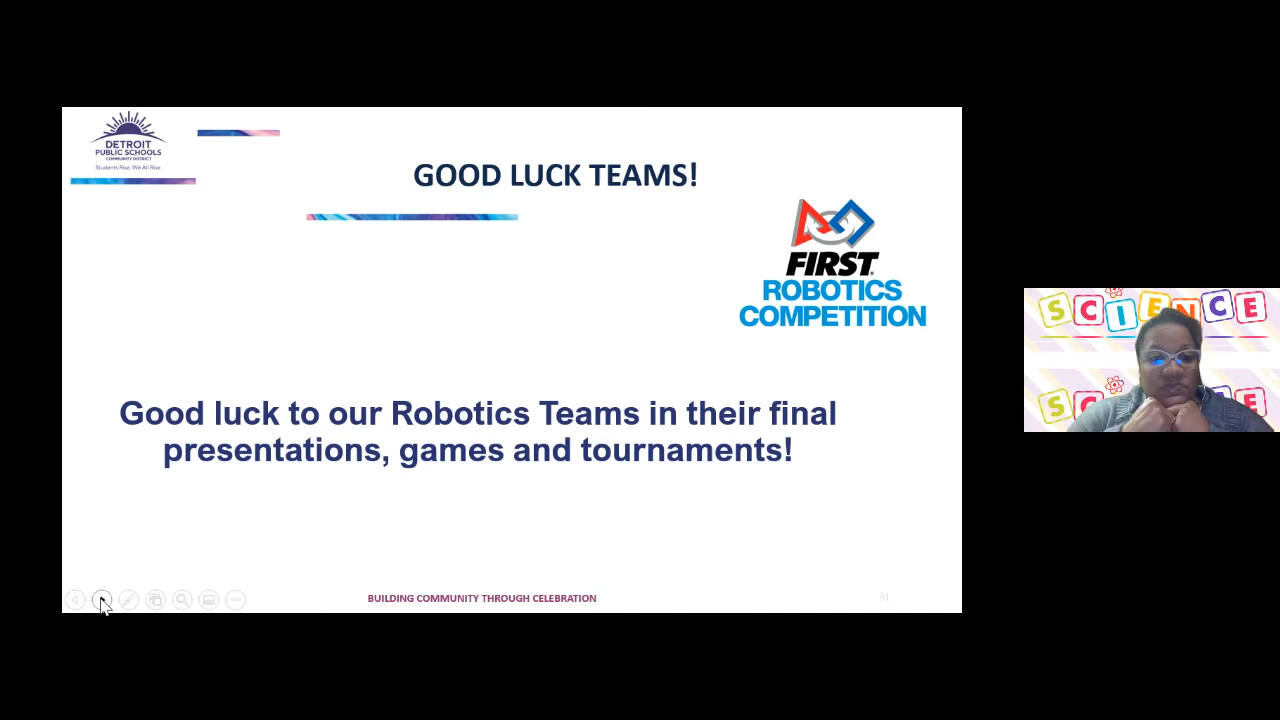 DETROIT
PUBLIC SCHOOLS
COMMUNITY DISTRICT
Students Rise. We All Rise.
GOOD LUCK TEAMS!
FIRST
ROBOTICS
COMPETITION
Good luck to our Robotics Teams in their final
presentations, games and tournaments!
BUILDING COMMUNITY THROUGH CELEBRATION
51
SCIENCE